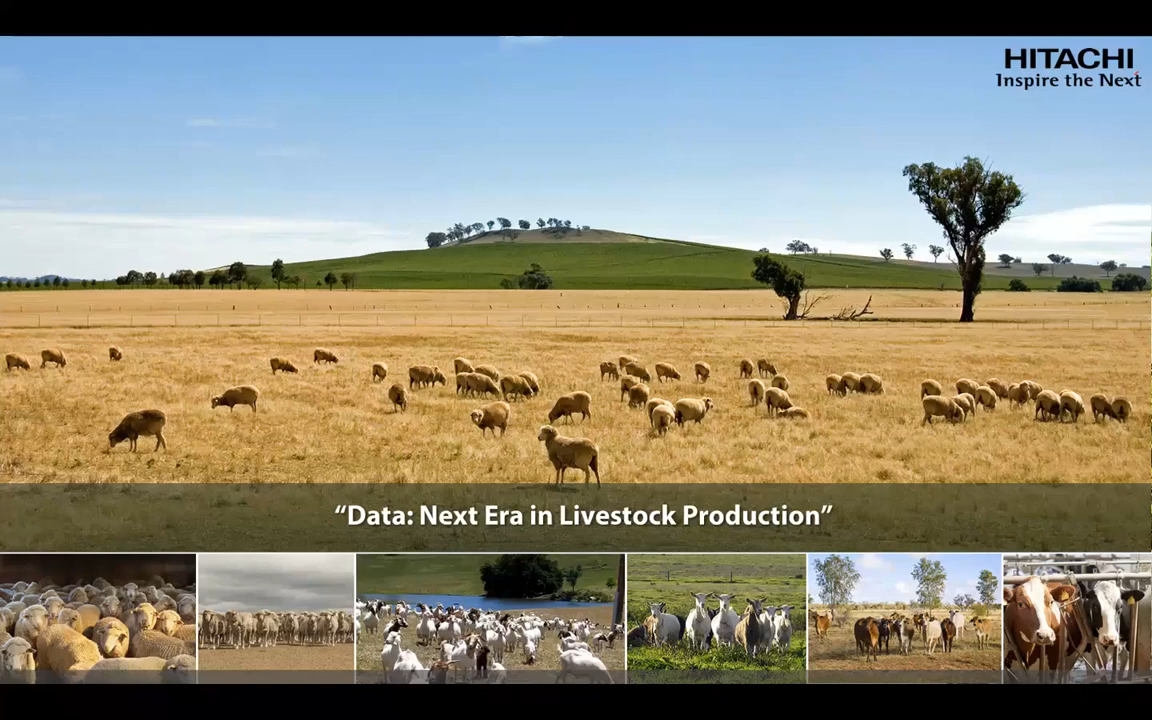 HITACHI
Inspire the Next
“Data: Next Era in Livestock Production”